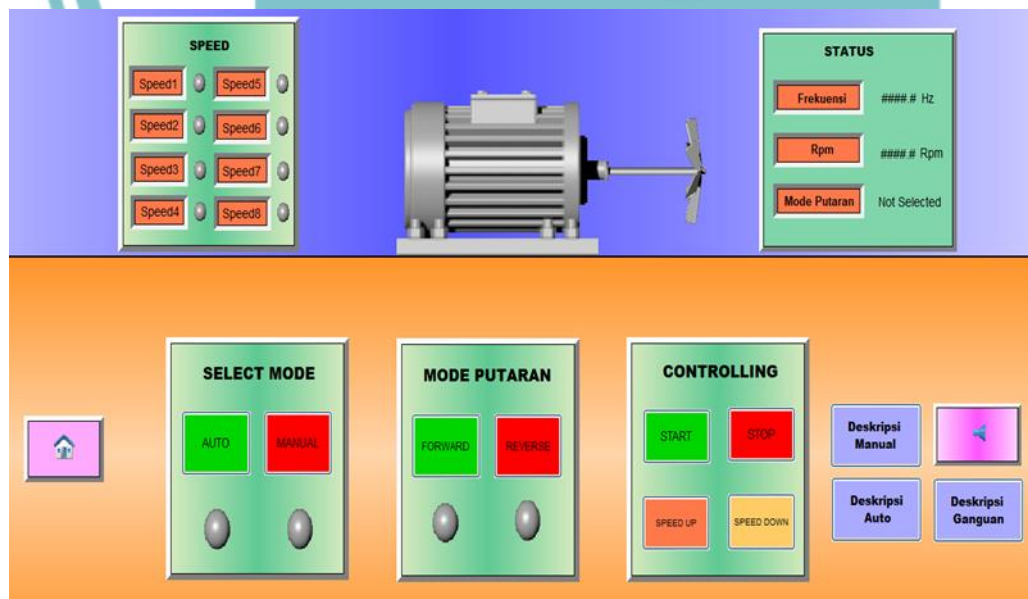 SPEED
Speed1 Speed5
Speed2 Speed6
Speed3 Speed7
Speed4 Speed8
STATUS
Frekuensi ####.# Hz
Rpm ####.# Rpm
Mode Putaran Not Selected
SELECT MODE
AUTO MANUAL
MODE PUTARAN
FORWARD REVERSE
CONTROLLING
START STOP
SPEED UP SPEED DOWN
Deskripsi
Manual
Deskripsi
Auto
Deskripsi
Ganguan